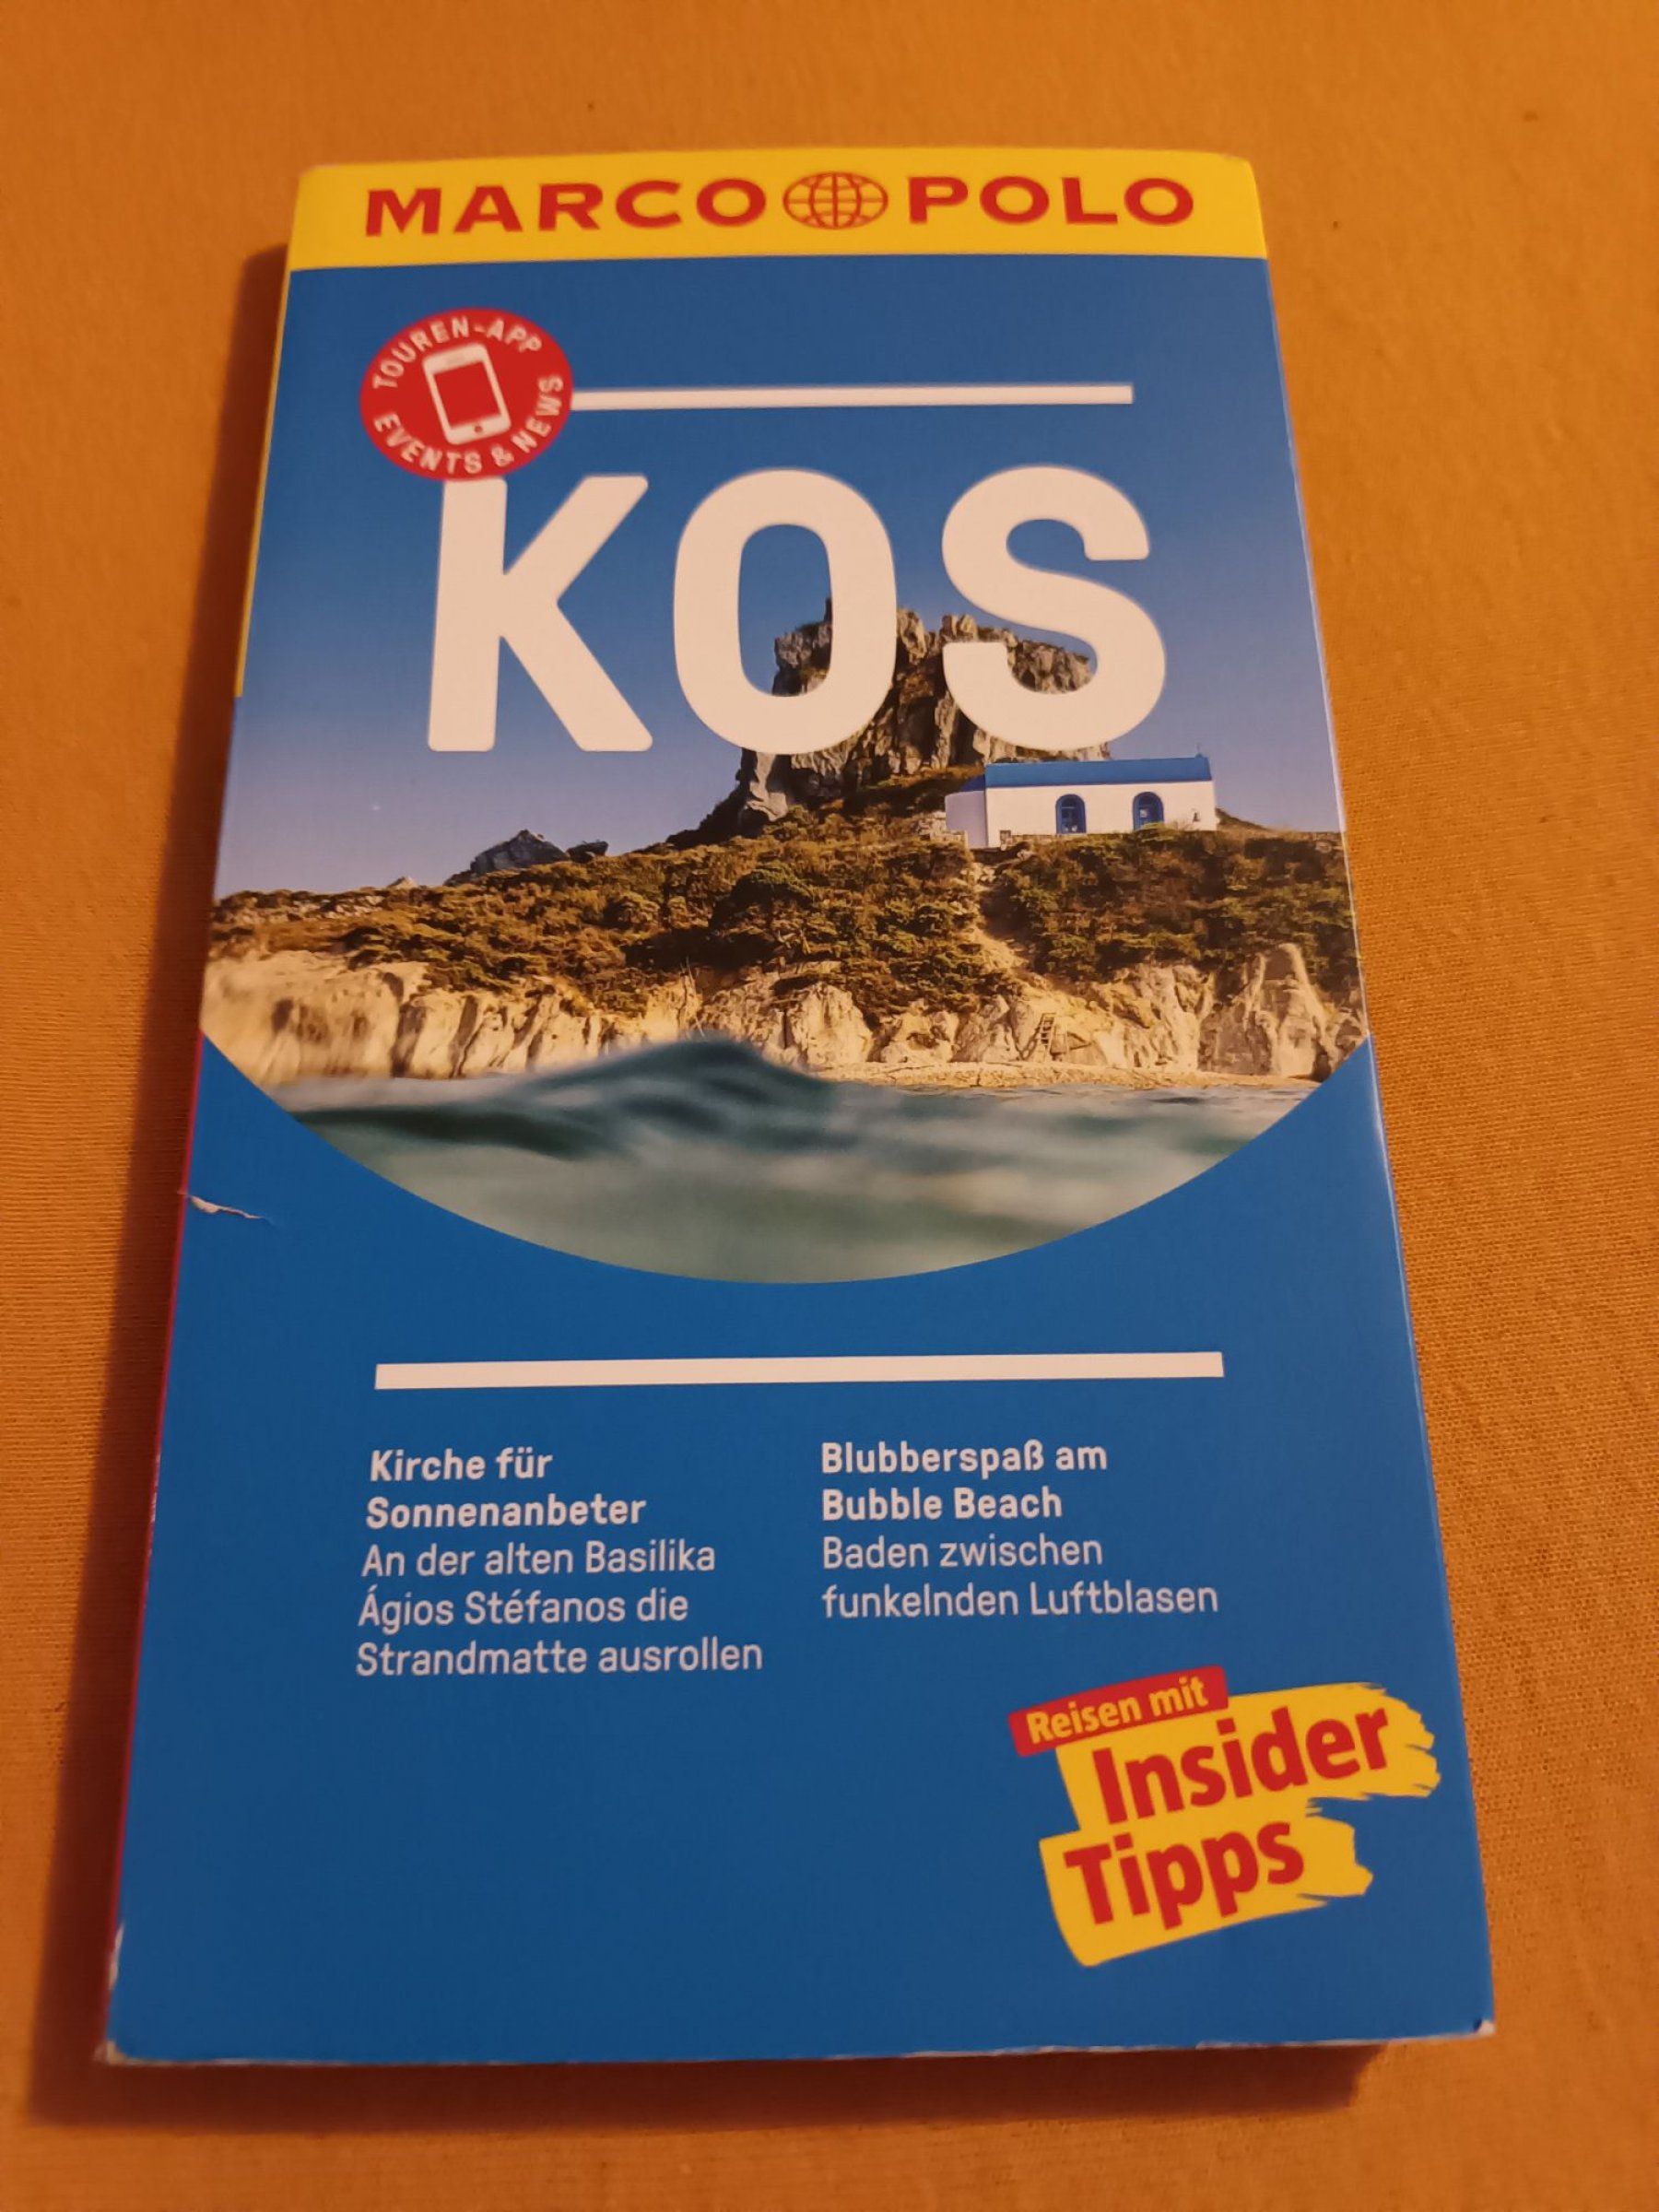 MARCO POLO
TOUREN-APP
EVENTS & NEWS
KOS
Kirche für
Sonnenanbeter
An der alten Basilika
Ágios Stéfanos die
Strandmatte ausrollen
Blubberspaß am
Bubble Beach
Baden zwischen
funkelnden Luftblasen
Reisen mit
Insider
Tipps